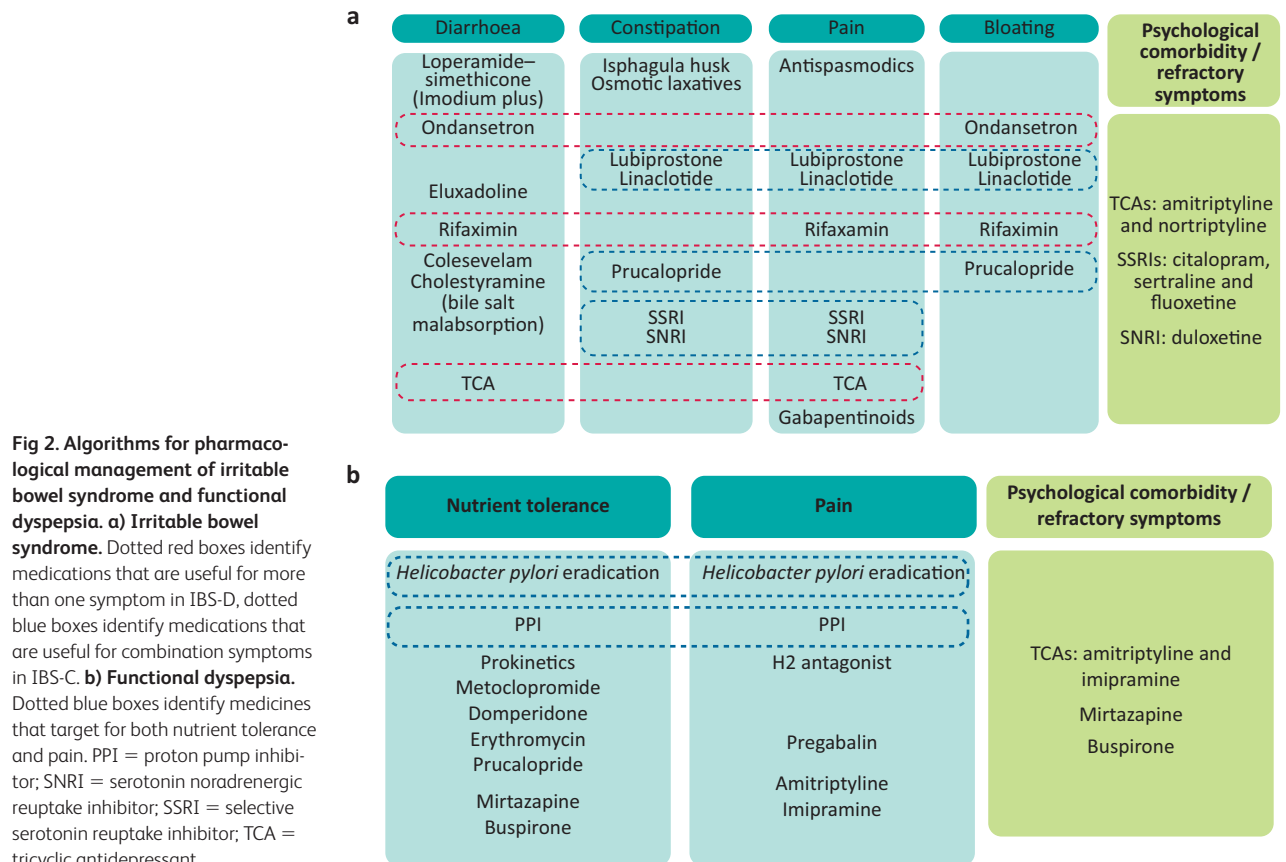 a
Diarrhoea
Constipation
Pain
Bloating
Psychological
comorbidity /
refractory
symptoms
Loperamide–
simethicone
(Imodium plus)
Ondansetron
Eluxadoline
Rifaximin
Colesevelam
Cholestyramine
(bile salt
malabsorption)
TCA
Isphagula husk
Osmotic laxatives
Lubiprostone
Linaclotide
Prucalopride
SSRI
SNRI
Antispasmodics
Lubiprostone
Linaclotide
Rifaxamin
SSRI
SNRI
TCA
Gabapentinoids
Ondansetron
Lubiprostone
Linaclotide
Rifaximin
Prucalopride
TCAs: amitriptyline
and nortriptyline
SSRIs: citalopram,
sertraline and
fluoxetine
SNRI: duloxetine
Fig 2. Algorithms for pharmaco-
logical management of irritable
bowel syndrome and functional
dyspepsia. a) Irritable bowel
syndrome. Dotted red boxes identify
medications that are useful for more
than one symptom in IBS-D, dotted
blue boxes identify medications that
are useful for combination symptoms
in IBS-C. b) Functional dyspepsia.
Dotted blue boxes identify medicines
that target for both nutrient tolerance
and pain. PPI = proton pump inhibi-
tor; SNRI = serotonin noradrenergic
reuptake inhibitor; SSRI = selective
serotonin reuptake inhibitor; TCA =
tricyclic antidepressant
b
Nutrient tolerance
Pain
Psychological comorbidity /
refractory symptoms
Helicobacter pylori eradication
PPI
Prokinetics
Metoclopromide
Domperidone
Erythromycin
Prucalopride
Mirtazapine
Buspirone
Helicobacter pylori eradication
PPI
H2 antagonist
Pregabalin
Amitriptyline
Imipramine
TCAs: amitriptyline and
imipramine
Mirtazapine
Buspirone